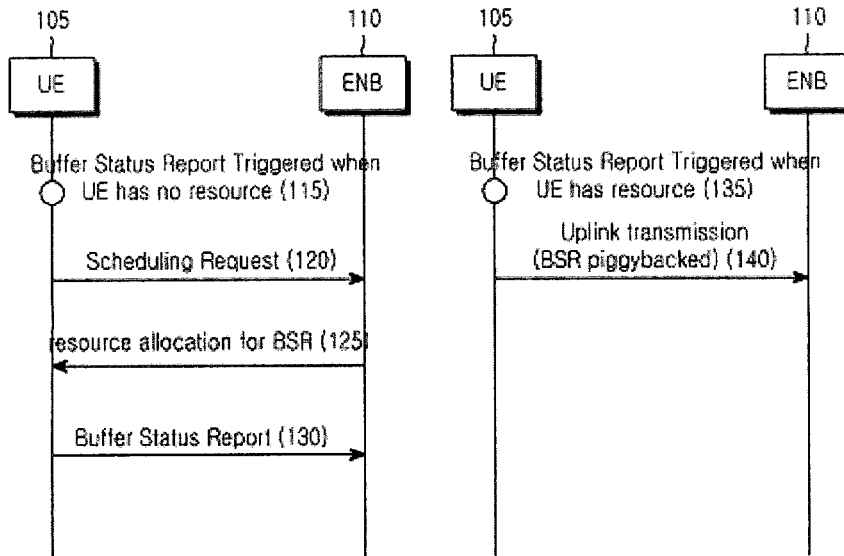 105
110
UE
ENB
Buffer Status Report Triggered when
UE has no resource (115)
Scheduling Request (120)
resource allocation for BSR (125)
Buffer Status Report (130)
105
110
UE
ENB
Buffer Status Report Triggered when
UE has resource (135)
Uplink transmission
(BSR piggybacked) (140)